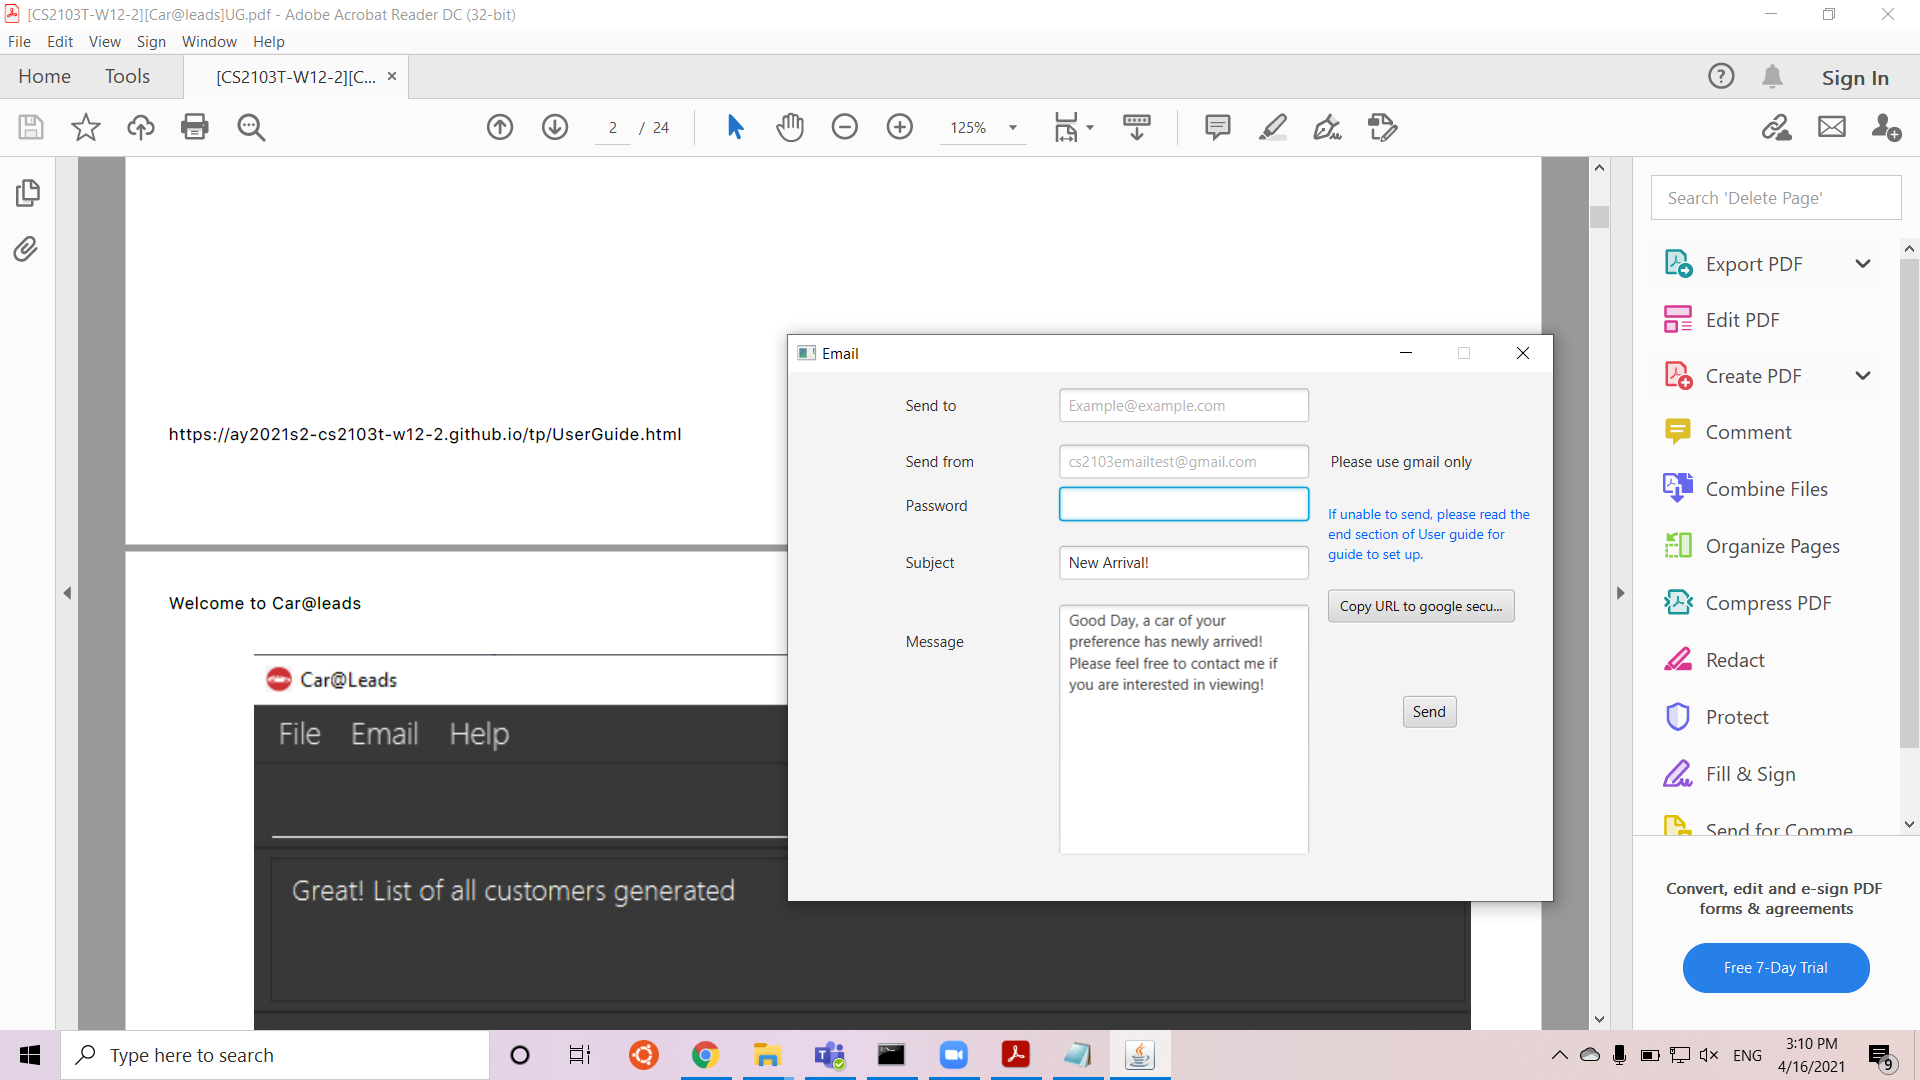 [CS2103T-W12-2][Car@leads]UG.pdf - Adobe Acrobat Reader DC (32-bit)
File Edit View Sign Window Help
Home Tools [CS2103T-W12-2][C... Sign In
2 / 24 125%
Search 'Delete Page'
Export PDF
Edit PDF
Create PDF
Comment
Combine Files
Organize Pages
Compress PDF
Redact
Protect
Fill & Sign
Send for Comme
Convert, edit and e-sign PDF
forms & agreements
Free 7-Day Trial
https://ay2021s2-cs2103t-w12-2.github.io/tp/UserGuide.html
Welcome to Car@leads
Car@Leads
File Email Help
Great! List of all customers generated
Email
Send to Example@example.com
Send from cs2103emailtest@gmail.com Please use gmail only
Password
If unable to send, please read the
end section of User guide for
guide to set up.
Subject New Arrival!
Copy URL to google secu...
Message
Good Day, a car of your
preference has newly arrived!
Please feel free to contact me if
you are interested in viewing!
Send
Type here to search
ENG
3:10 PM
4/16/2021
9